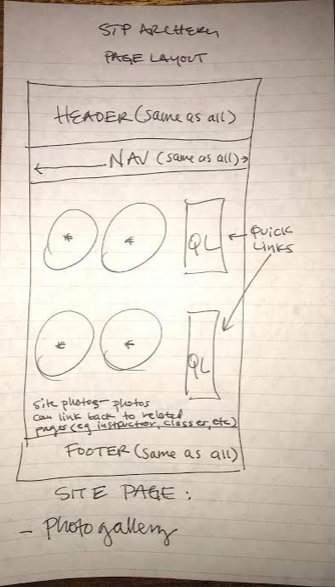 STP ARCHERY
PAGE LAYOUT
HEADER (same as all)
NAV (same as all)
QL
QUICK
LINKS
QL
site photos - photos
can link back to related
pages (eg instruction, classes, etc)
FOOTER (same as all)
SITE PAGE:
- Photo gallery